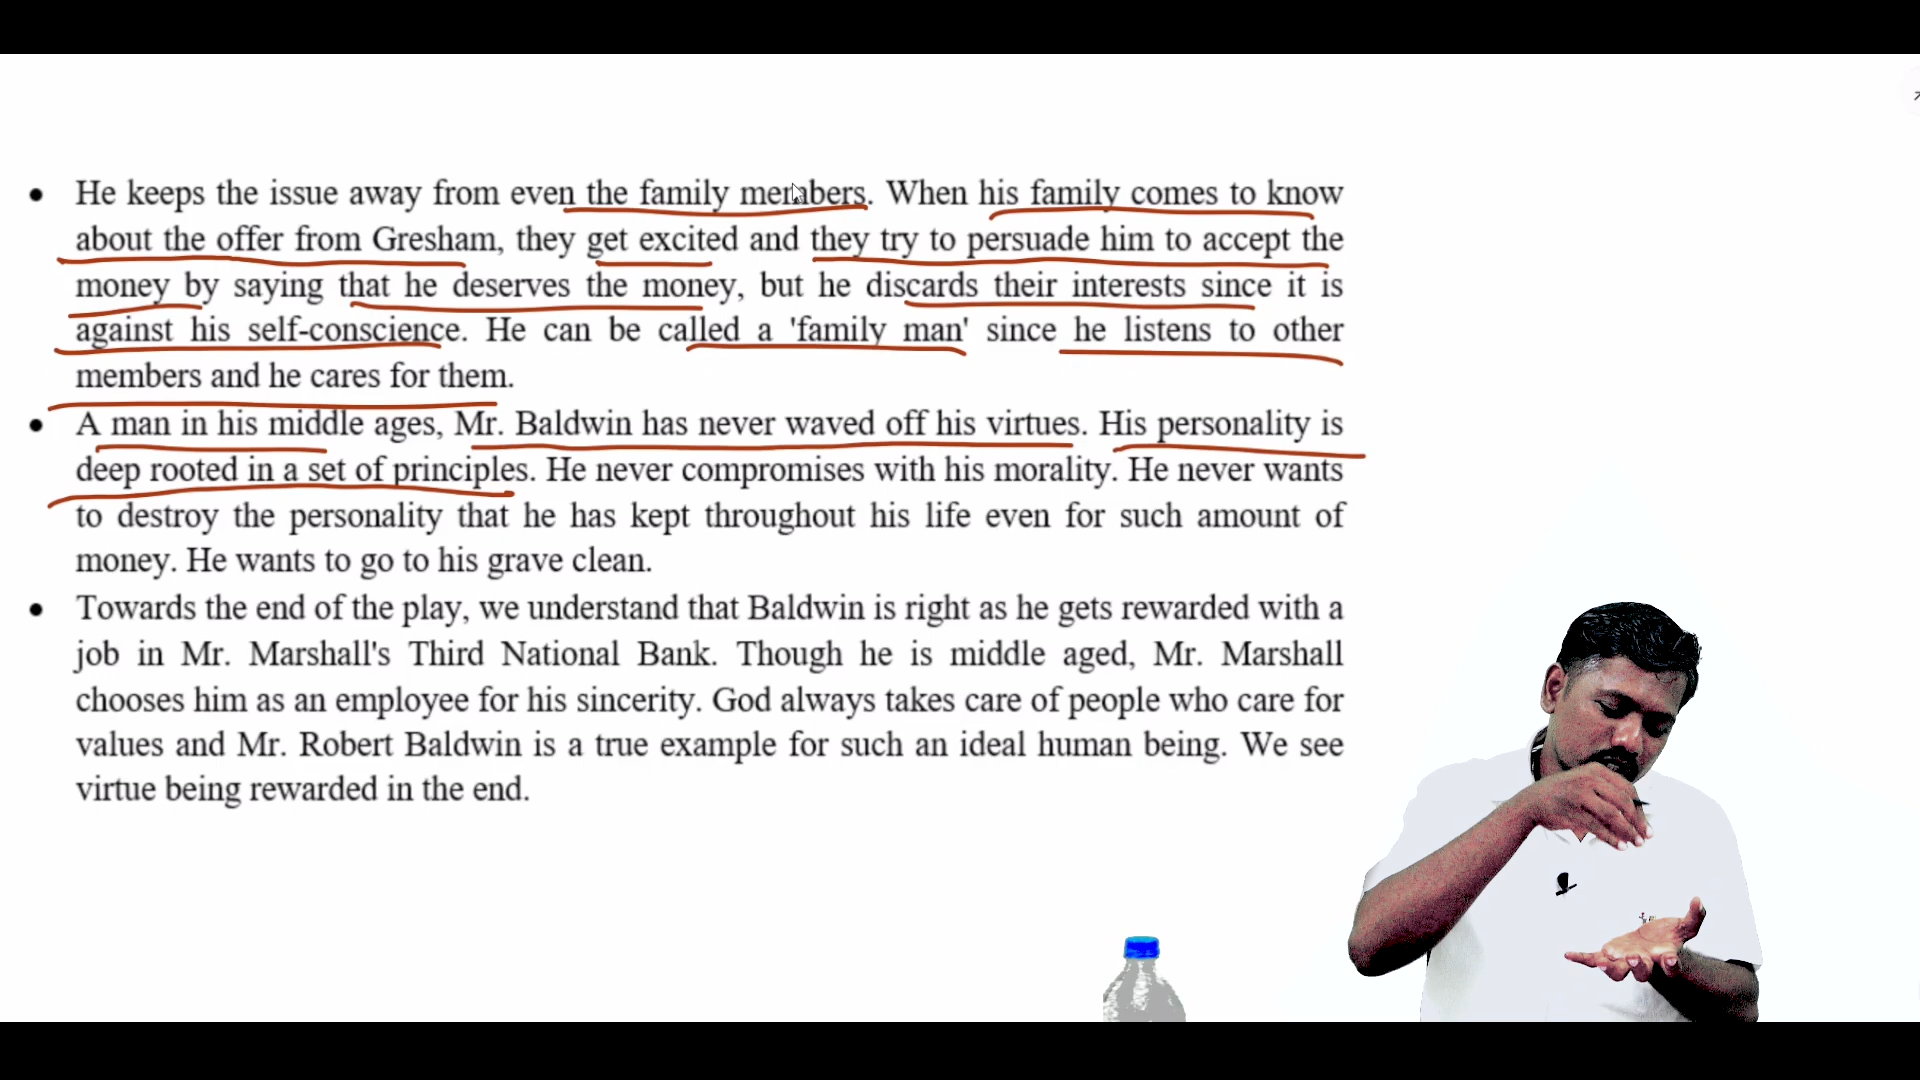 • He keeps the issue away from even the family members. When his family comes to know
about the offer from Gresham, they get excited and they try to persuade him to accept the
money by saying that he deserves the money, but he discards their interests since it is
against his self-conscience. He can be called a 'family man' since he listens to other
members and he cares for them.
• A man in his middle ages, Mr. Baldwin has never waved off his virtues. His personality is
deep rooted in a set of principles. He never compromises with his morality. He never wants
to destroy the personality that he has kept throughout his life even for such amount of
money. He wants to go to his grave clean.
• Towards the end of the play, we understand that Baldwin is right as he gets rewarded with a
job in Mr. Marshall's Third National Bank. Though he is middle aged, Mr. Marshall
chooses him as an employee for his sincerity. God always takes care of people who care for
values and Mr. Robert Baldwin is a true example for such an ideal human being. We see
virtue being rewarded in the end.